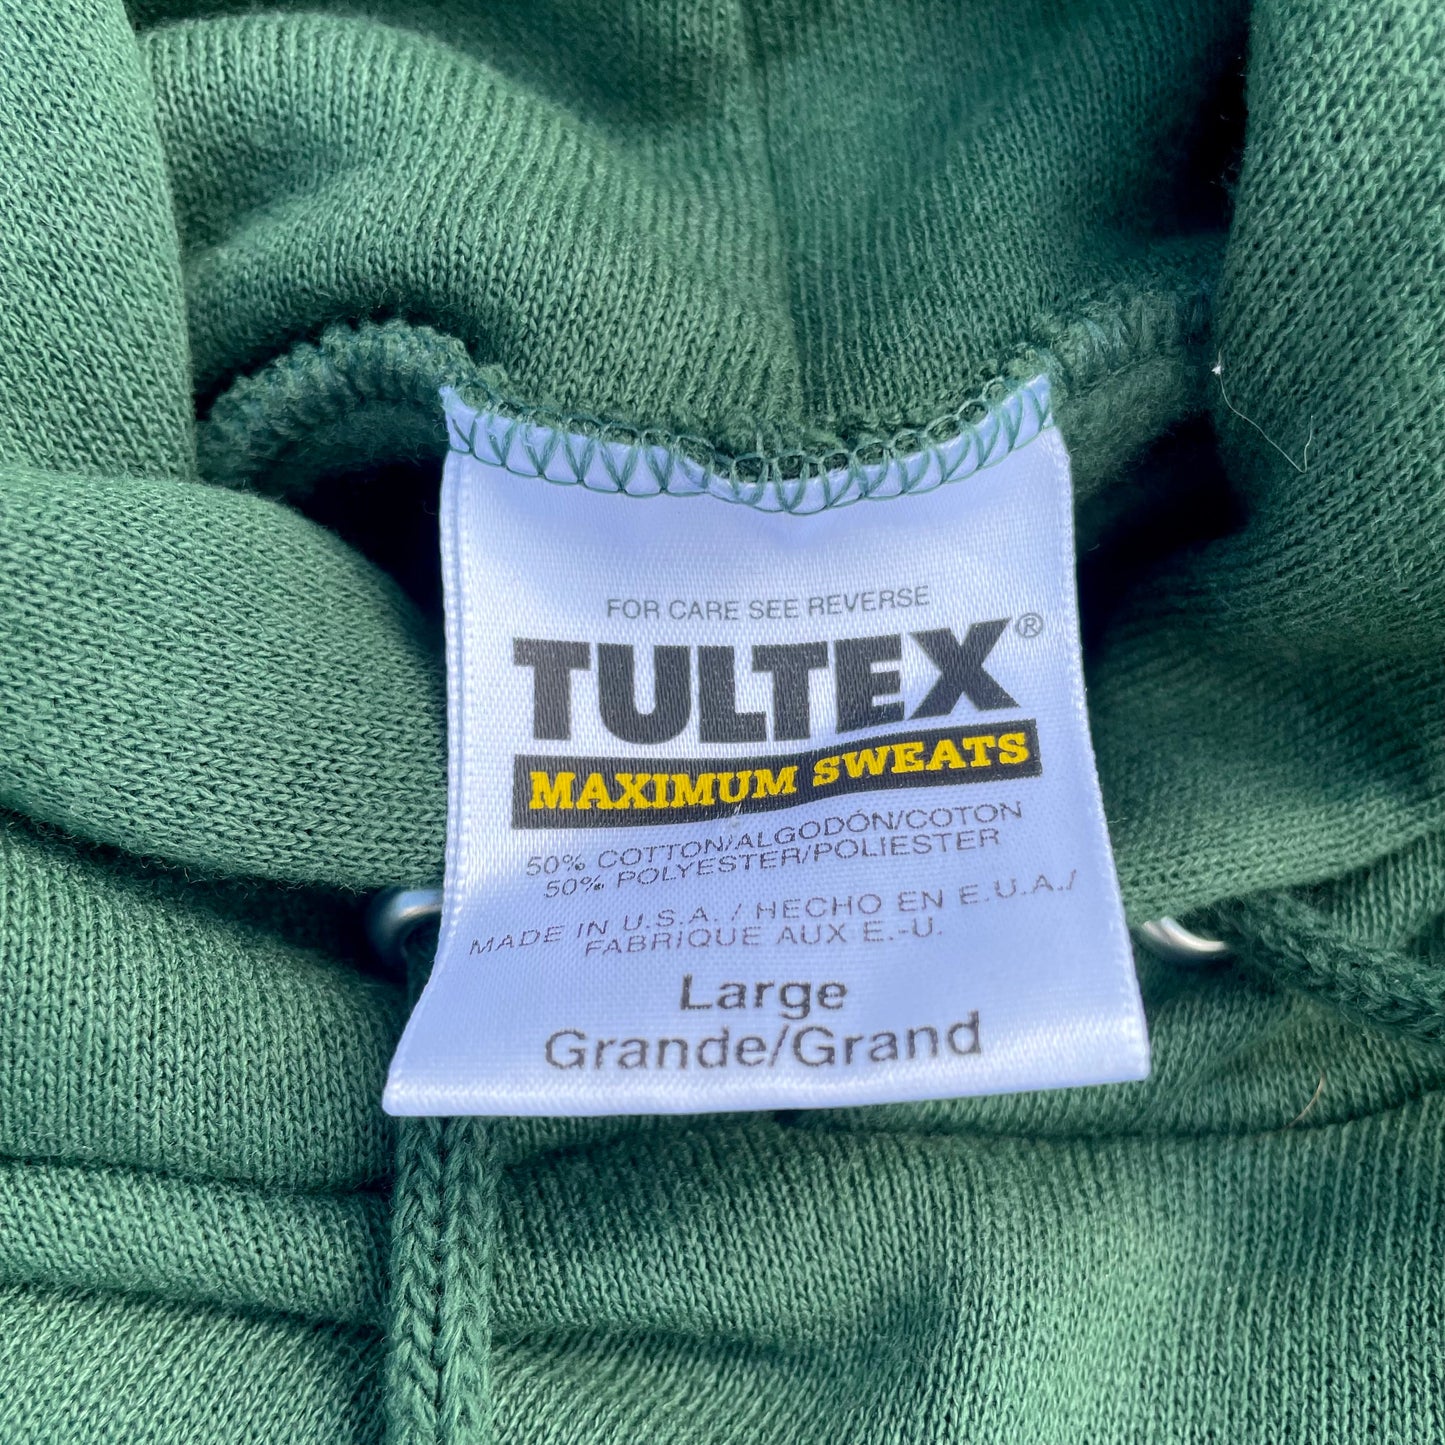 FOR CARE SEE REVERSE
TULTEX®
MAXIMUM SWEATS
50% COTTON/ALGODÓN/COTON
50% POLYESTER/POLIESTER
MADE IN U.S.A. / HECHO EN E.U.A./
FABRIQUE AUX E.-U.
Large
Grande/Grand